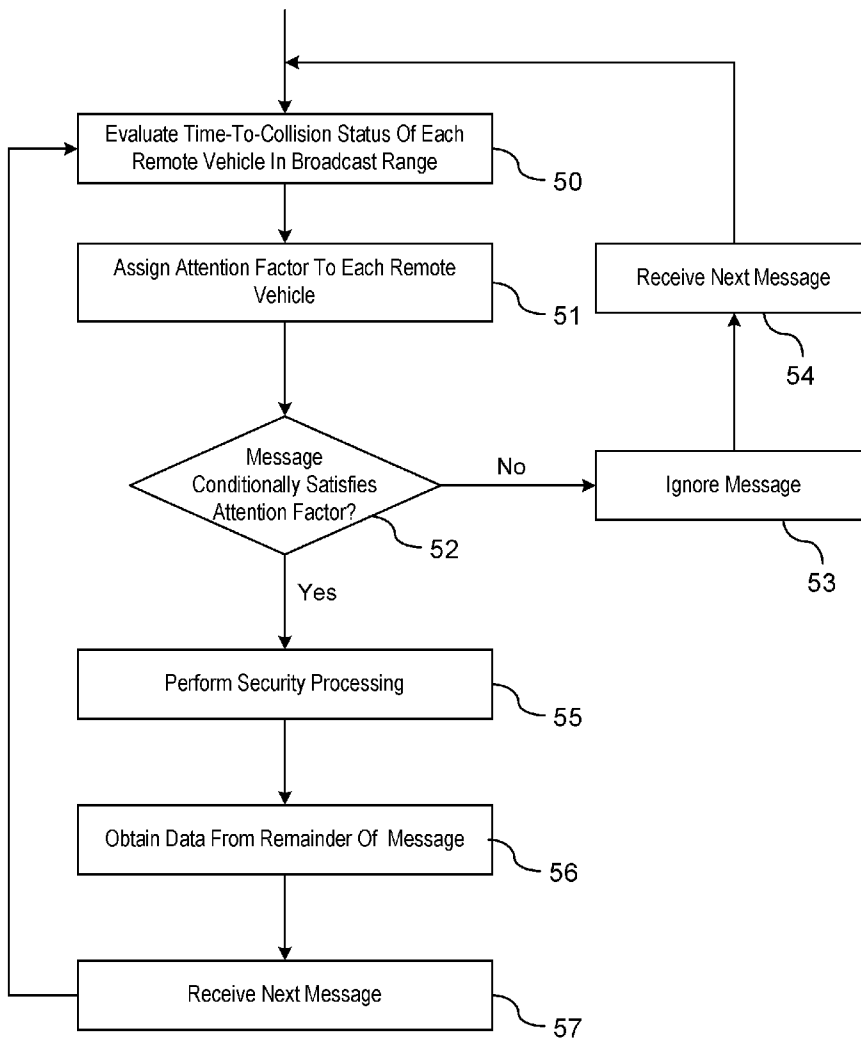 Evaluate Time-To-Collision Status Of Each
Remote Vehicle In Broadcast Range
50
Assign Attention Factor To Each Remote
Vehicle
51
Receive Next Message
54
Message
Conditionally Satisfies
Attention Factor?
52
No
Ignore Message
53
Yes
Perform Security Processing
55
Obtain Data From Remainder Of Message
56
Receive Next Message
57